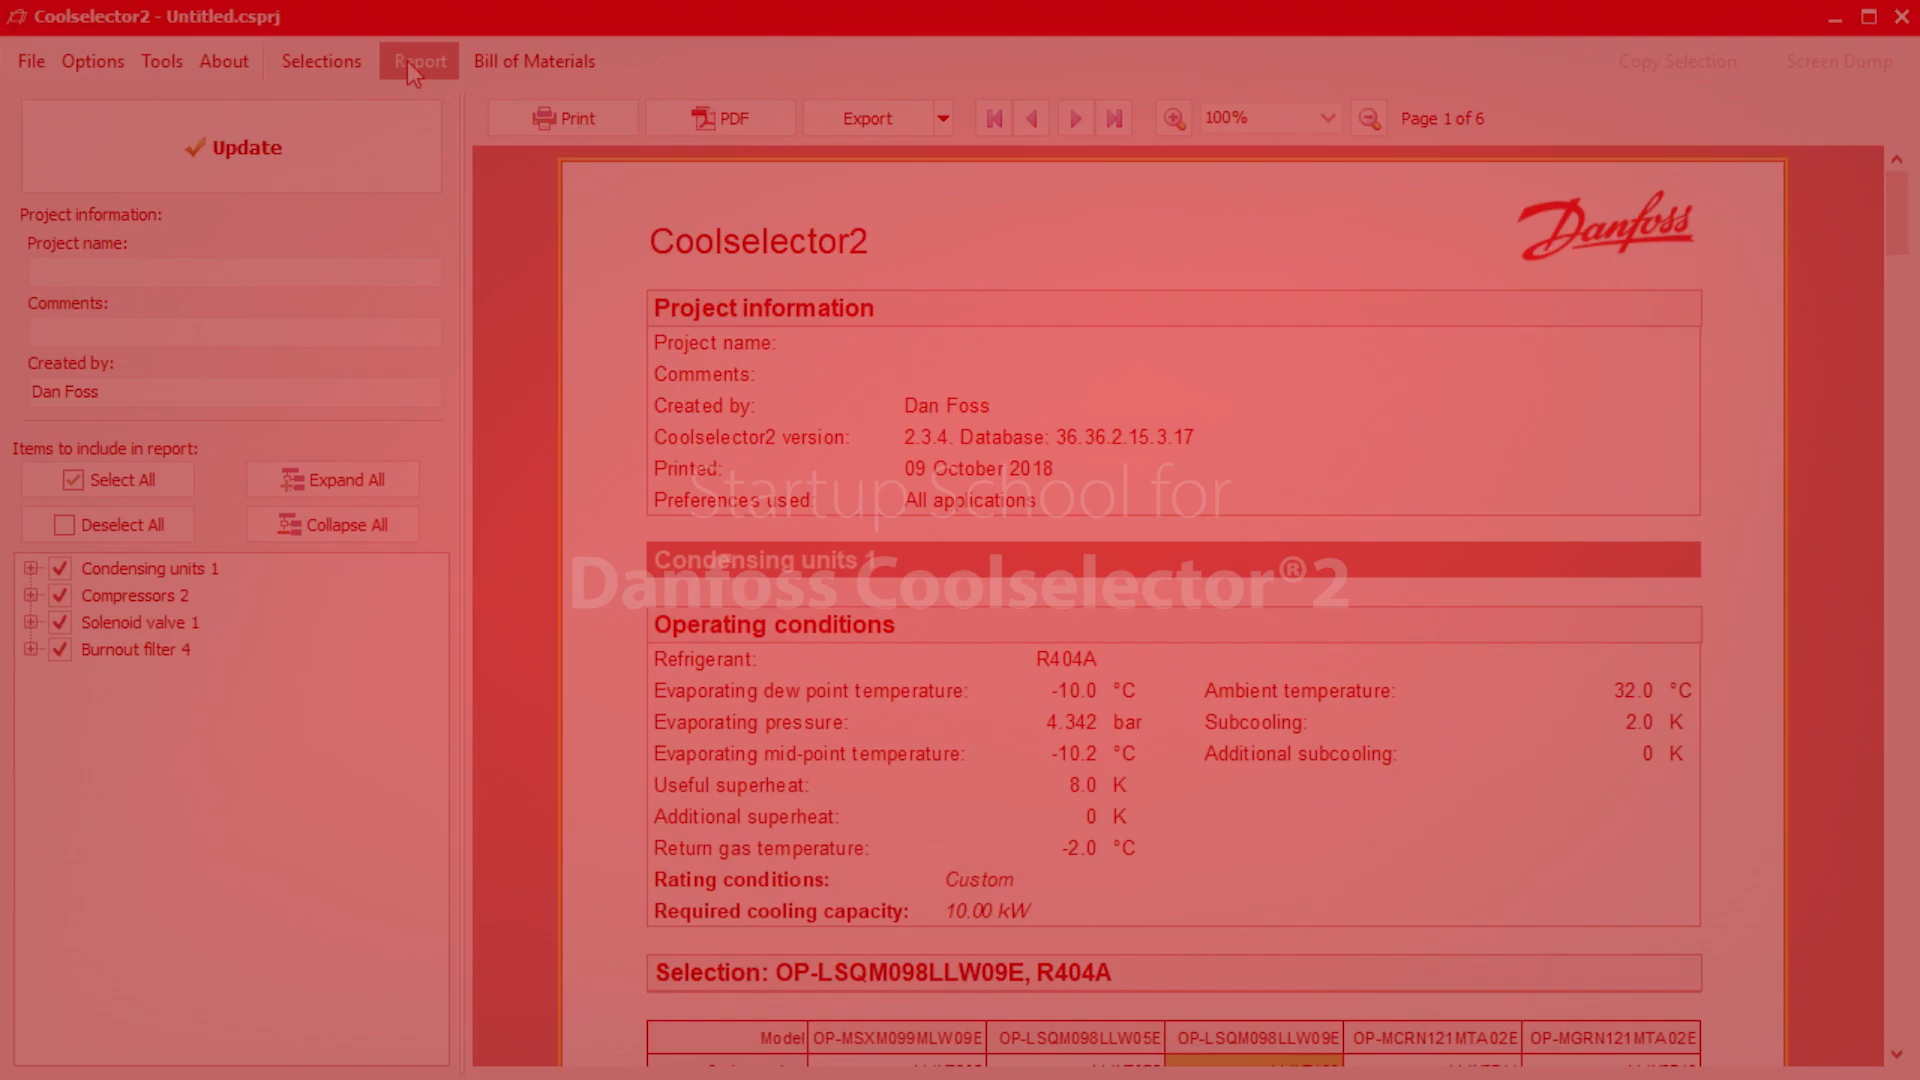 Coolselector2 - Untitled.csprj
File Options Tools About Selections Report Bill of Materials Copy Selection Screen Dump
Update
Project information:
Project name:
Comments:
Created by:
Dan Foss
Items to include in report:
Select All Expand All
Deselect All Collapse All
Condensing units 1
Compressors 2
Solenoid valve 1
Burnout filter 4
Print PDF Export 100% Page 1 of 6
Danfoss
Coolselector2
Project information
Project name:
Comments:
Created by: Dan Foss
Coolselector2 version: 2.3.4. Database: 36.36.2.15.3.17
Printed: 09 October 2018
Preferences used: All applications
Startup School for
Danfoss Coolselector®2
Condensing units 1
Operating conditions
Refrigerant: R404A
Evaporating dew point temperature: -10.0 °C Ambient temperature: 32.0 °C
Evaporating pressure: 4.342 bar Subcooling: 2.0 K
Evaporating mid-point temperature: -10.2 °C Additional subcooling: 0 K
Useful superheat: 8.0 K
Additional superheat: 0 K
Return gas temperature: -2.0 °C
Rating conditions: Custom
Required cooling capacity: 10.00 kW
Selection: OP-LSQM098LLW09E, R404A
Model OP-MSXM099MLW09E OP-LSQM098LLW05E OP-LSQM098LLW09E OP-MCRN121MTA02E OP-MGRN121MTA02E